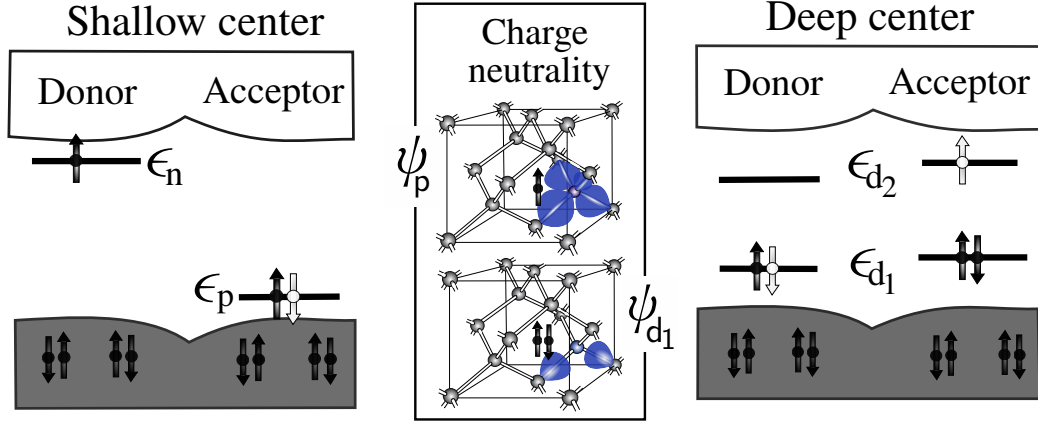 Shallow center
Donor
Acceptor
ϵn
ϵp
Charge
neutrality
ψp
ψd1
Deep center
Donor
Acceptor
ϵd2
ϵd1